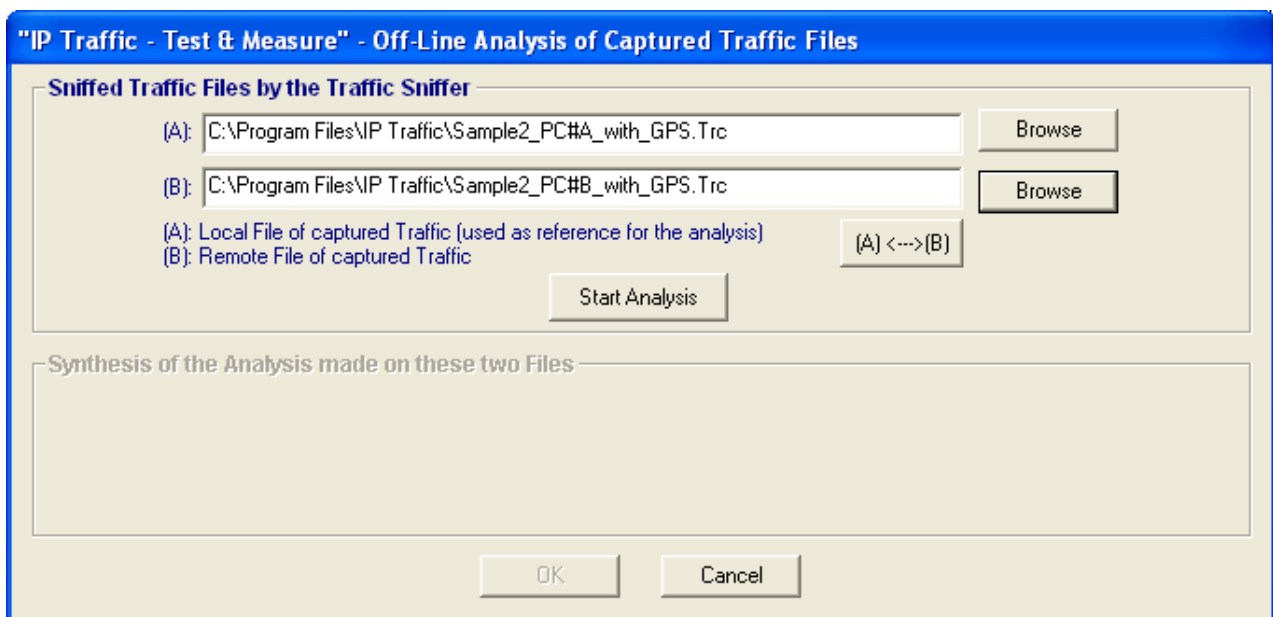 "IP Traffic - Test & Measure" - Off-Line Analysis of Captured Traffic Files
Sniffed Traffic Files by the Traffic Sniffer
(A): C:\Program Files\IP Traffic\Sample2_PC#A_with_GPS.Trc Browse
(B): C:\Program Files\IP Traffic\Sample2_PC#B_with_GPS.Trc Browse
(A): Local File of captured Traffic (used as reference for the analysis)
(B): Remote File of captured Traffic
(A) <--->(B)
Start Analysis
Synthesis of the Analysis made on these two Files
OK Cancel